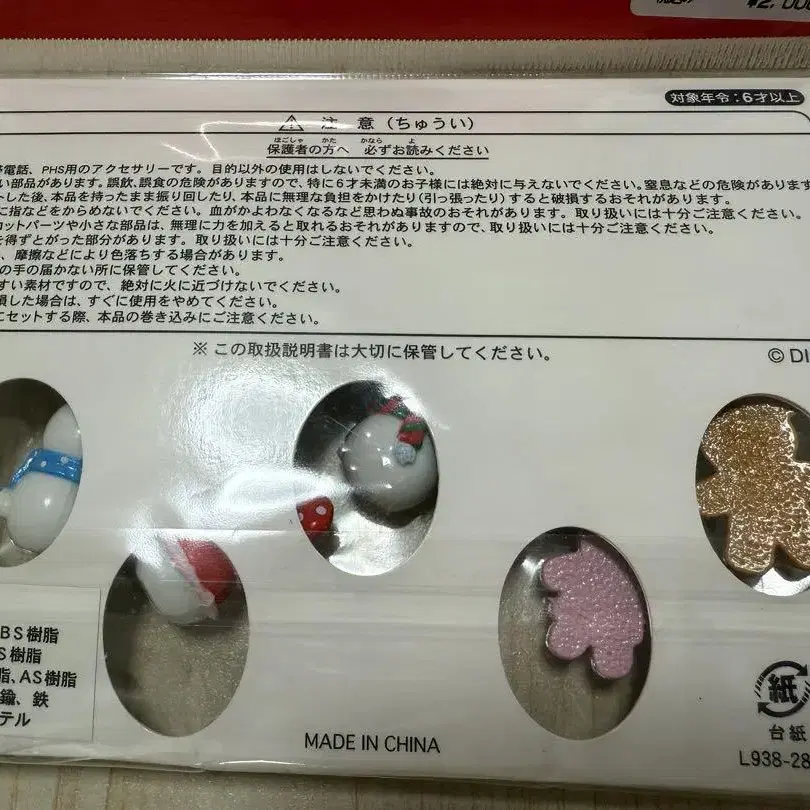 ¥2,00
対象年令：6才以上
⚠ 注 意（ちゅうい）
保護者の方へ 必ずお読みください
電話、PHS用のアクセサリーです。目的以外の使用はしないでください。
い部品があります。誤飲、誤食の危険がありますので、特に6才未満のお子様には絶対に与えないでください。窒息などの危険があります
した後、本品を持ったまま振り回したり、本品に無理な負担をかけたり(引っ張ったり)すると破損するおそれがあります。
に指などをからめないでください。血がかよわなくなるなど思わぬ事故のおそれがあります。取り扱いには十分ご注意ください。
コットパーツや小さな部品は、無理に力を加えると取れるおそれがありますので、取り扱いには十分ご注意ください。
を得ずとがった部分があります。取り扱いには十分ご注意ください。
、摩擦などにより色落ちする場合があります。
の手の届かない所に保管してください。
すい素材ですので、絶対に火に近づけないでください。
損した場合は、すぐに使用をやめてください。
にセットする際、本品の巻き込みにご注意ください。
※ この取扱説明書は大切に保管してください。
© DI
BS樹脂
S樹脂
脂、AS樹脂
鍮、鉄
テル
MADE IN CHINA
紙
台紙
L938-28